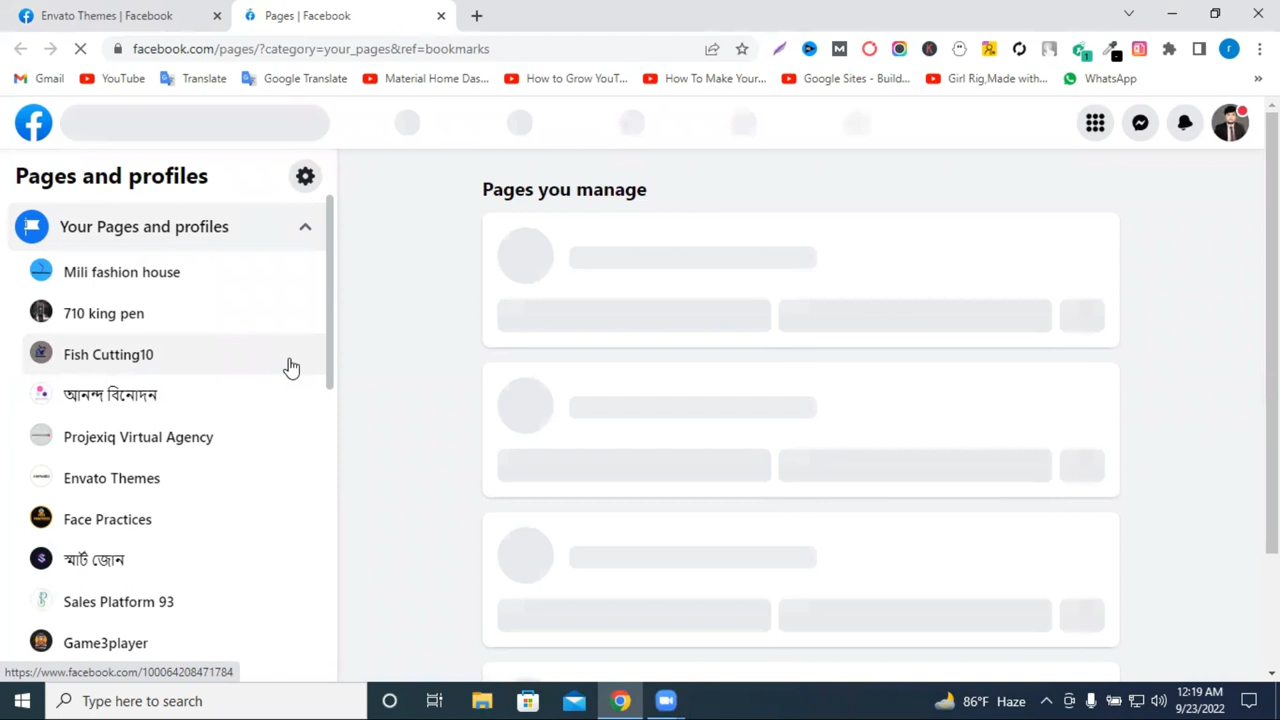 Envato Themes | Facebook
Pages | Facebook
facebook.com/pages/?category=your_pages&ref=bookmarks
Gmail
YouTube
Translate
Google Translate
Material Home Das...
How to Grow YouT...
How To Make Your...
Google Sites - Build...
Girl Rig,Made with...
WhatsApp
Pages and profiles
Your Pages and profiles
Mili fashion house
710 king pen
Fish Cutting10
আনন্দ বিনোদন
Projexiq Virtual Agency
Envato Themes
Face Practices
স্মার্ট জোন
Sales Platform 93
Game3player
Pages you manage
https://www.facebook.com/100064208471784
Type here to search
86°F Haze
12:19 AM
9/23/2022